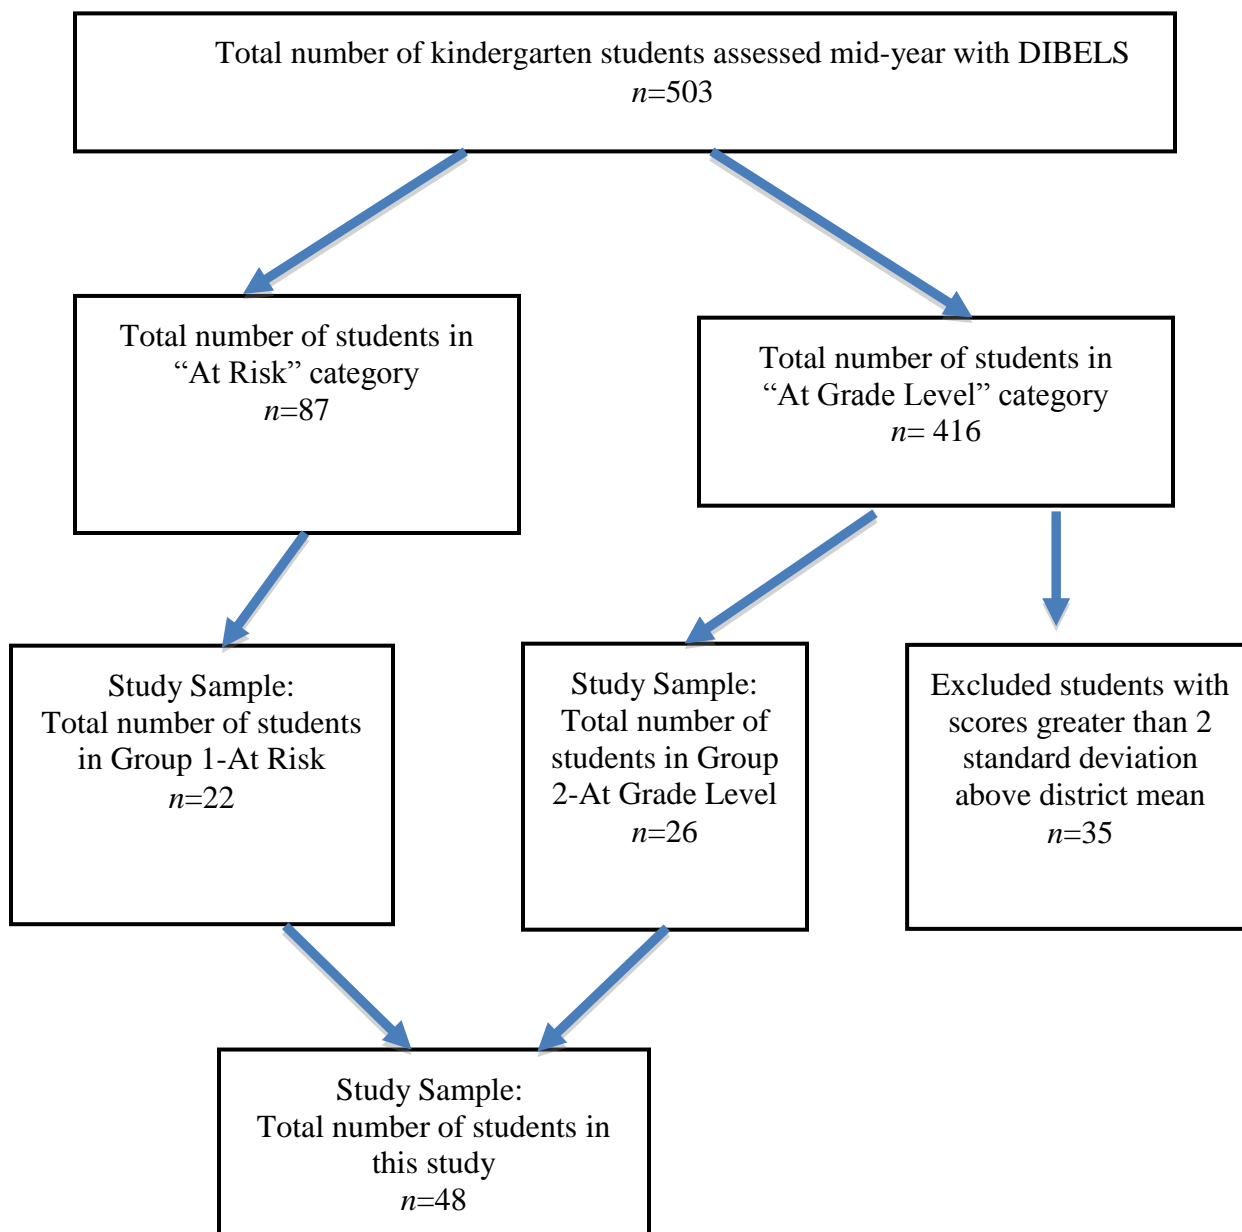 Total number of kindergarten students assessed mid-year with DIBELS
n=503
Total number of students in
“At Risk” category
n=87
Total number of students in
“At Grade Level” category
n= 416
Study Sample:
Total number of students
in Group 1-At Risk
n=22
Study Sample:
Total number of
students in Group
2-At Grade Level
n=26
Excluded students with
scores greater than 2
standard deviation
above district mean
n=35
Study Sample:
Total number of students in
this study
n=48